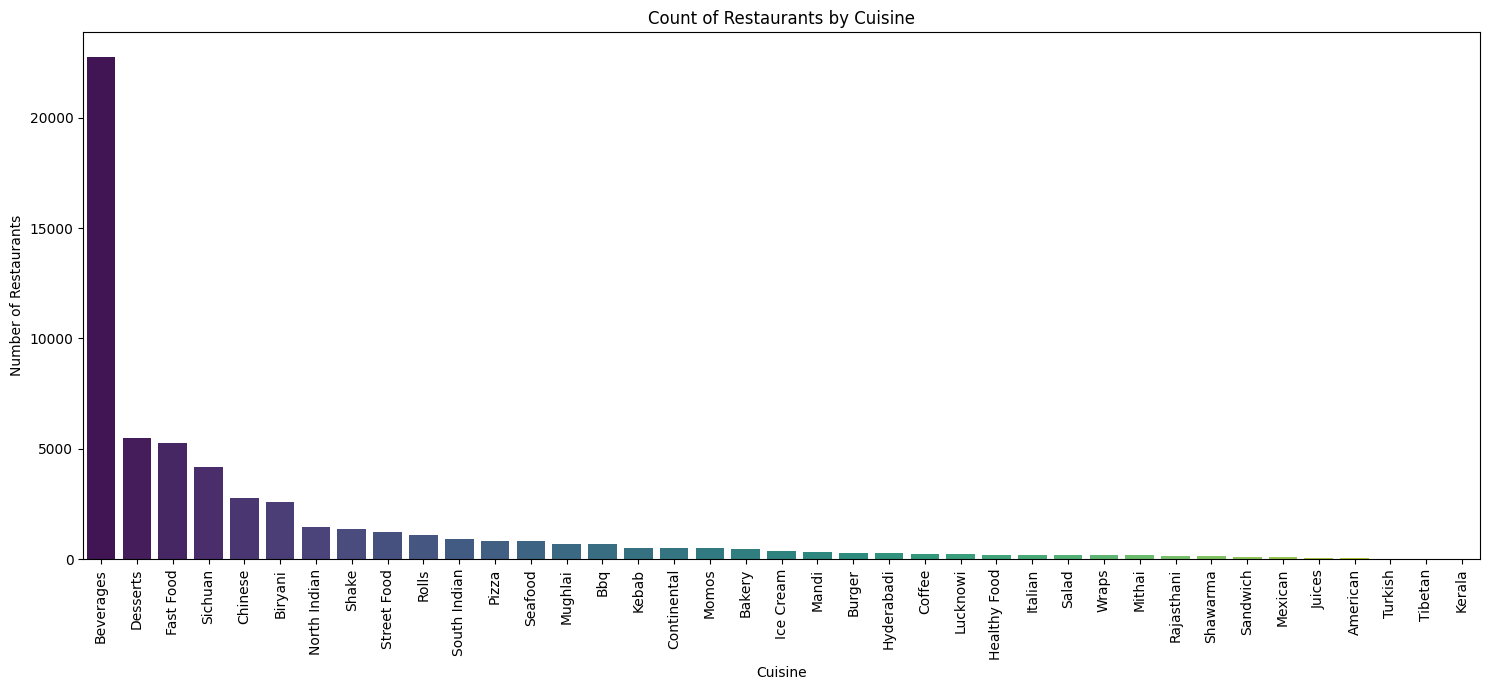 Count of Restaurants by Cuisine
Number of Restaurants
20000
15000
10000
5000
0
Beverages
Desserts
Fast Food
Sichuan
Chinese
Biryani
North Indian
Shake
Street Food
Rolls
South Indian
Pizza
Seafood
Mughlai
Bbq
Kebab
Continental
Momos
Bakery
Ice Cream
Mandi
Burger
Hyderabadi
Coffee
Lucknowi
Healthy Food
Italian
Salad
Wraps
Mithai
Rajasthani
Shawarma
Sandwich
Mexican
Juices
American
Turkish
Tibetan
Kerala
Cuisine